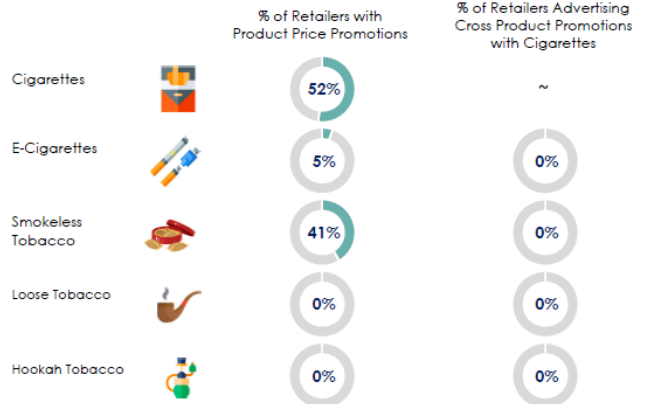 % of Retailers with
Product Price Promotions
% of Retailers Advertising
Cross Product Promotions
with Cigarettes
Cigarettes
52%
~
E-Cigarettes
5%
0%
Smokeless
Tobacco
41%
0%
Loose Tobacco
0%
0%
Hookah Tobacco
0%
0%